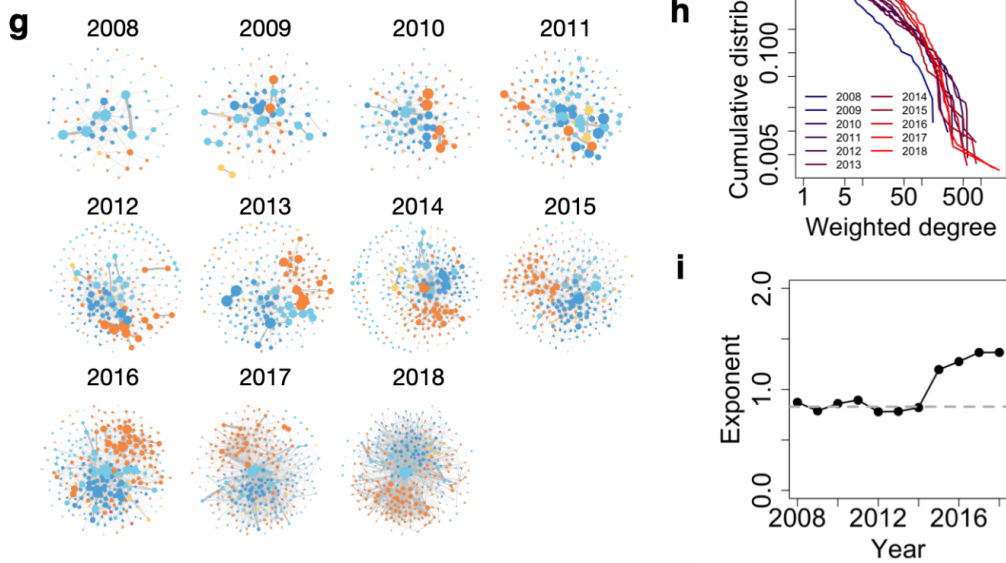 g
2008 2009 2010 2011
2012 2013 2014 2015
2016 2017 2018
h
Cumulative distrib
0.100
0.005
2008 2014
2009 2015
2010 2016
2011 2017
2012 2018
2013
1 5 50 500
Weighted degree
i
Exponent
2.0
1.0
0.0
2008 2012 2016
Year